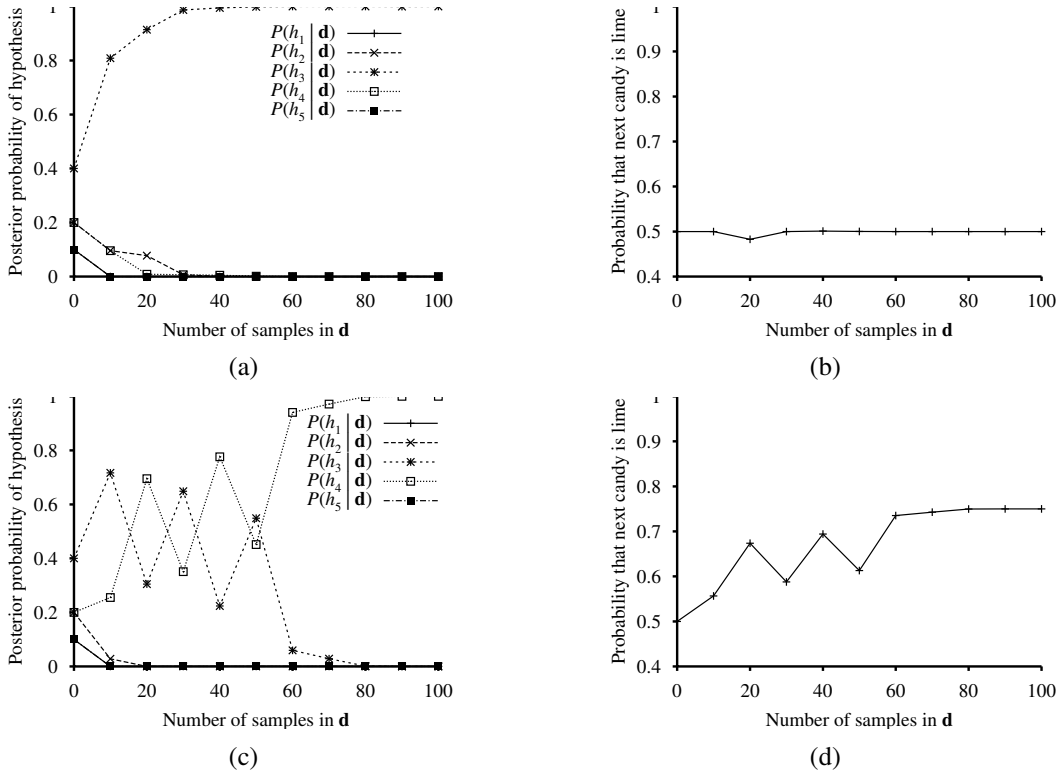 Posterior probability of hypothesis
1
0.8
0.6
0.4
0.2
0
P(h1 | d)
P(h2 | d)
P(h3 | d)
P(h4 | d)
P(h5 | d)
0 20 40 60 80 100
Number of samples in d
(a)
Probability that next candy is lime
1
0.9
0.8
0.7
0.6
0.5
0.4
0 20 40 60 80 100
Number of samples in d
(b)
Posterior probability of hypothesis
1
0.8
0.6
0.4
0.2
0
P(h1 | d)
P(h2 | d)
P(h3 | d)
P(h4 | d)
P(h5 | d)
0 20 40 60 80 100
Number of samples in d
(c)
Probability that next candy is lime
1
0.9
0.8
0.7
0.6
0.5
0.4
0 20 40 60 80 100
Number of samples in d
(d)